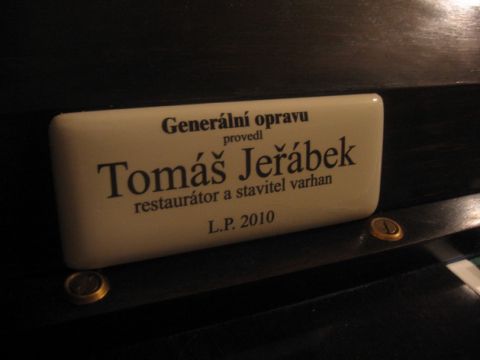 Generální opravu
provedl
Tomáš Jeřábek
restaurátor a stavitel varhan
L.P. 2010